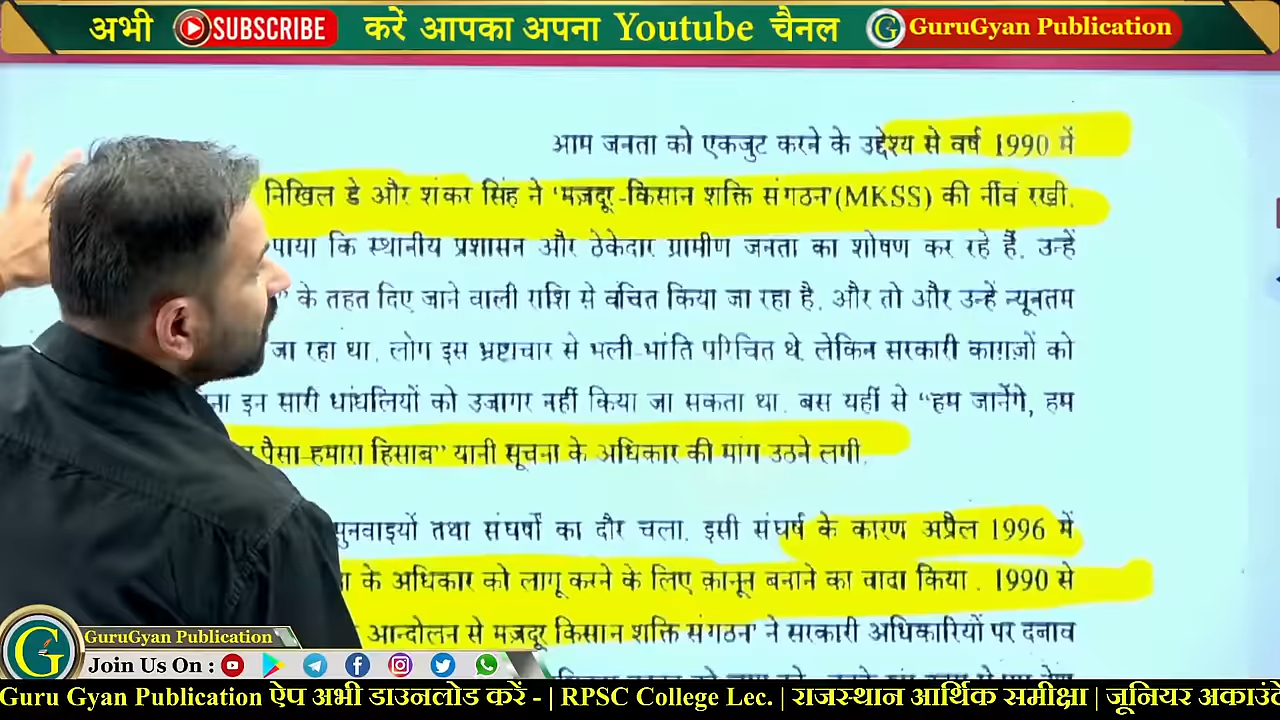 अभी SUBSCRIBE करें आपका अपना Youtube चैनल GuruGyan Publication
आम जनता को एकजुट करने के उद्देश्य से वर्ष 1990 में
निखिल डे और शंकर सिंह ने ‘मज़दूर-किसान शक्ति संगठन’ (MKSS) की नींव रखी.
पाया कि स्थानीय प्रशासन और ठेकेदार ग्रामीण जनता का शोषण कर रहे हैं. उन्हें
” के तहत दिए जाने वाली राशि से वंचित किया जा रहा है. और तो और उन्हें न्यूनतम
जा रहा था. लोग इस भ्रष्टाचार से भली-भांति परिचित थे लेकिन सरकारी काग़ज़ों को
इन सारी धांधलियों को उजागर नहीं किया जा सकता था. बस यहीं से “हम जानेंगे, हम
पैसा-हमारा हिसाब” यानी सूचना के अधिकार की मांग उठने लगी.
सुनवाइयों तथा संघर्षों का दौर चला. इसी संघर्ष के कारण अप्रैल 1996 में
के अधिकार को लागू करने के लिए क़ानून बनाने का वादा किया . 1990 से
आन्दोलन से मज़दूर किसान शक्ति संगठन’ ने सरकारी अधिकारियों पर दबाव
GuruGyan Publication
Join Us On :
Guru Gyan Publication ऐप अभी डाउनलोड करें - | RPSC College Lec. | राजस्थान आर्थिक समीक्षा | जूनियर अकाउंटे